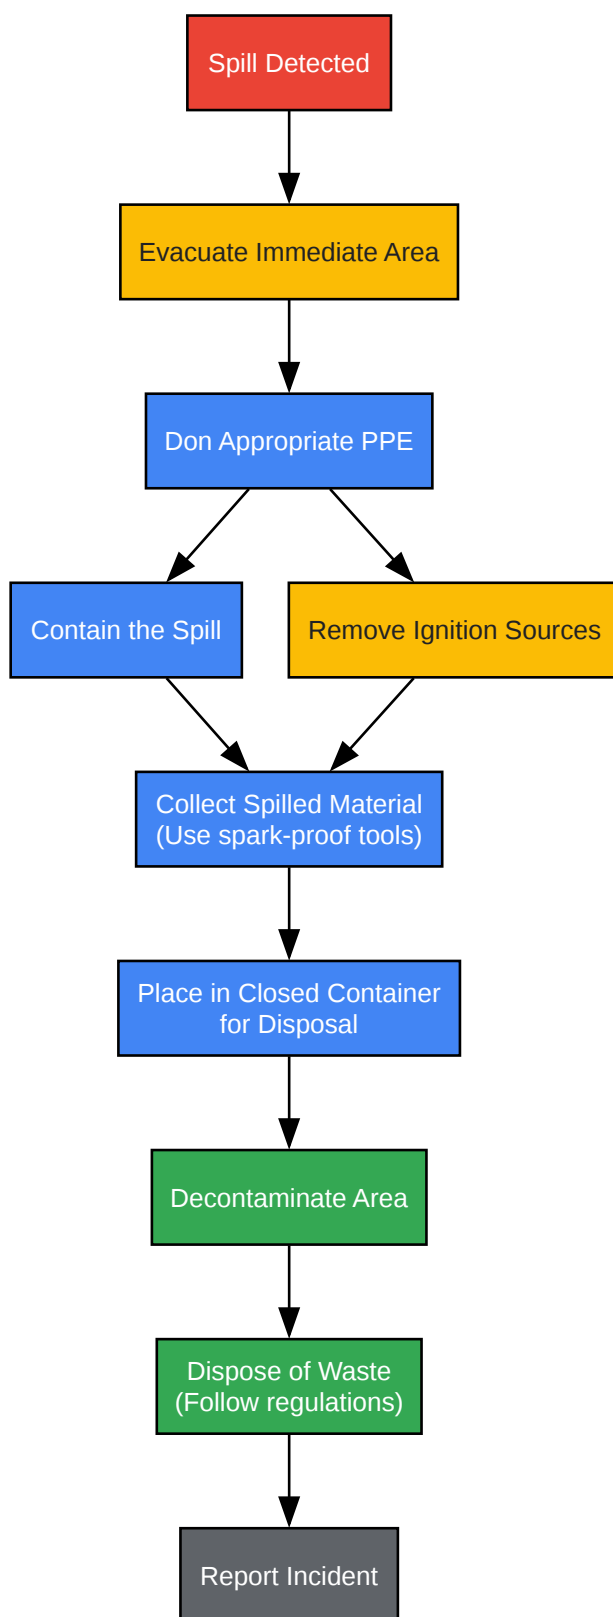 Spill Detected
Evacuate Immediate Area
Don Appropriate PPE
Contain the Spill
Remove Ignition Sources
Collect Spilled Material
(Use spark-proof tools)
Place in Closed Container
for Disposal
Decontaminate Area
Dispose of Waste
(Follow regulations)
Report Incident